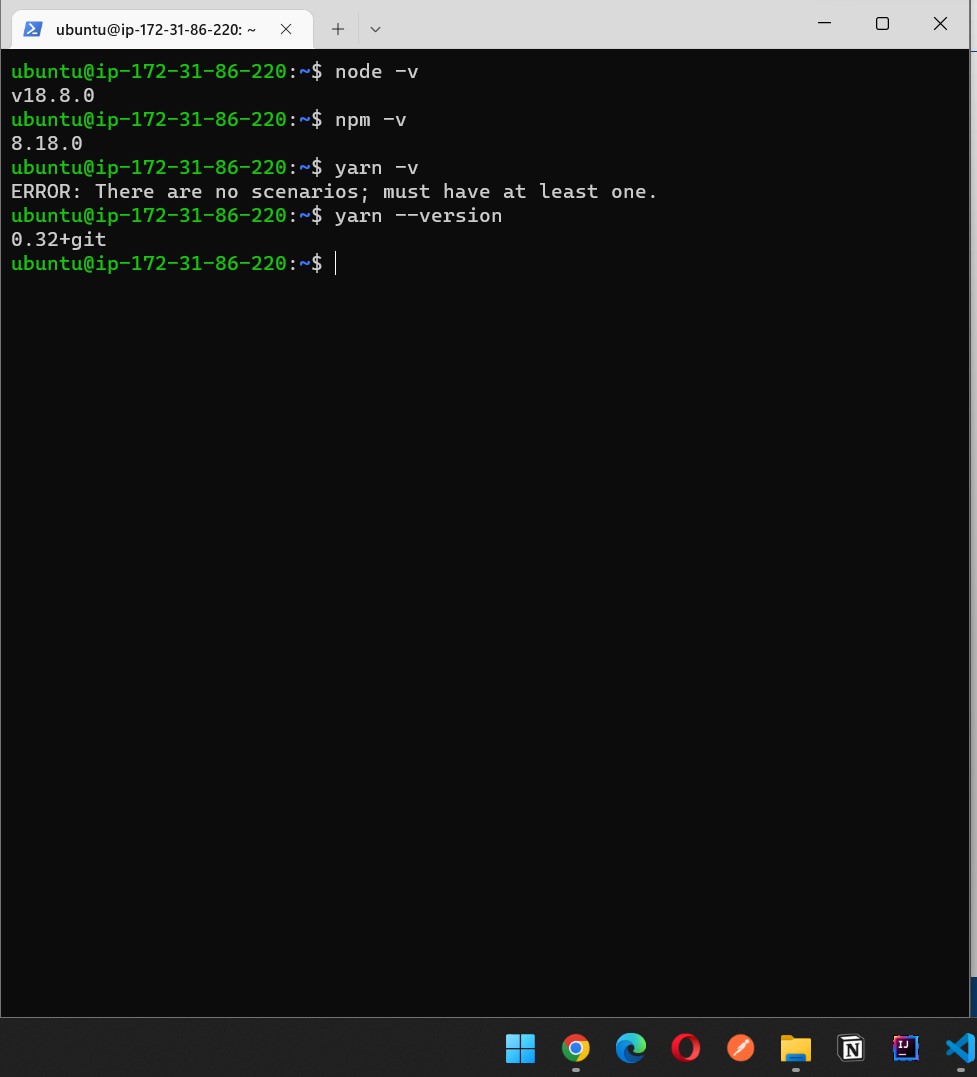 ubuntu@ip-172-31-86-220: ~
ubuntu@ip-172-31-86-220:~$ node -v
v18.8.0
ubuntu@ip-172-31-86-220:~$ npm -v
8.18.0
ubuntu@ip-172-31-86-220:~$ yarn -v
ERROR: There are no scenarios; must have at least one.
ubuntu@ip-172-31-86-220:~$ yarn --version
0.32+git
ubuntu@ip-172-31-86-220:~$
N IJ